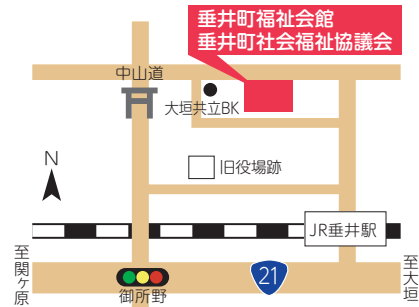 垂井町福祉会館
垂井町社会福祉協議会
中山道
大垣共立BK
N
旧役場跡
JR垂井駅
至関ヶ原
至大垣
21
御所野